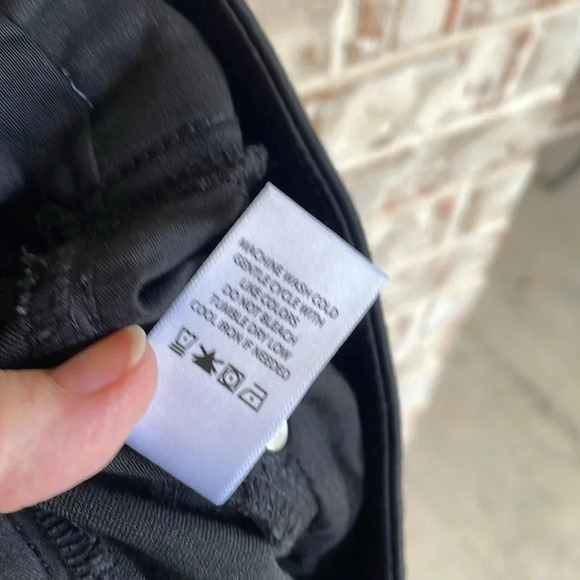 MACHINE WASH COLD
GENTLE CYCLE WITH
LIKE COLORS.
DO NOT BLEACH
TUMBLE DRY LOW
COOL IRON IF NEEDED